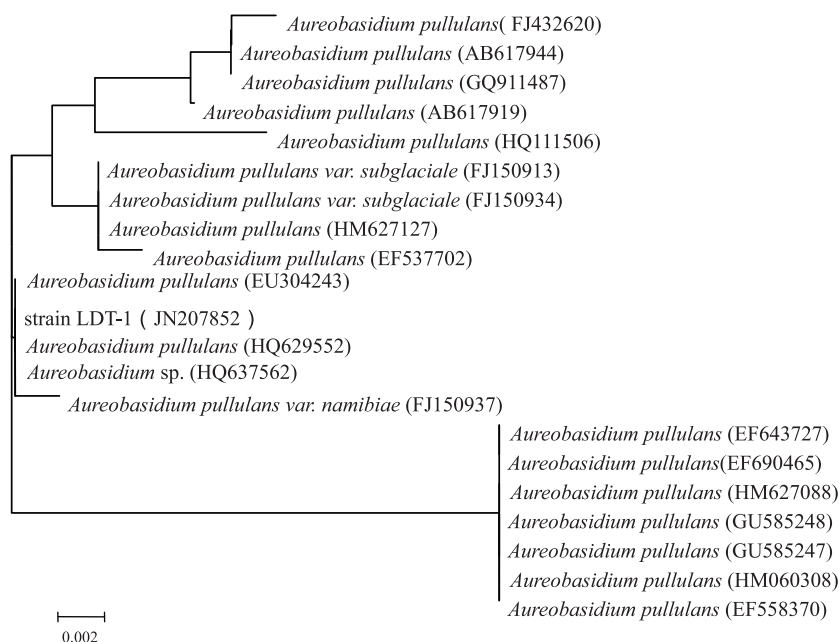 Aureobasidium pullulans( FJ432620)
Aureobasidium pullulans (AB617944)
Aureobasidium pullulans (GQ911487)
Aureobasidium pullulans (AB617919)
Aureobasidium pullulans (HQ111506)
Aureobasidium pullulans var. subglaciale (FJ150913)
Aureobasidium pullulans var. subglaciale (FJ150934)
Aureobasidium pullulans (HM627127)
Aureobasidium pullulans (EF537702)
Aureobasidium pullulans (EU304243)
strain LDT-1 ( JN207852 )
Aureobasidium pullulans (HQ629552)
Aureobasidium sp. (HQ637562)
Aureobasidium pullulans var. namibiae (FJ150937)
Aureobasidium pullulans (EF643727)
Aureobasidium pullulans(EF690465)
Aureobasidium pullulans (HM627088)
Aureobasidium pullulans (GU585248)
Aureobasidium pullulans (GU585247)
Aureobasidium pullulans (HM060308)
Aureobasidium pullulans (EF558370)
0.002